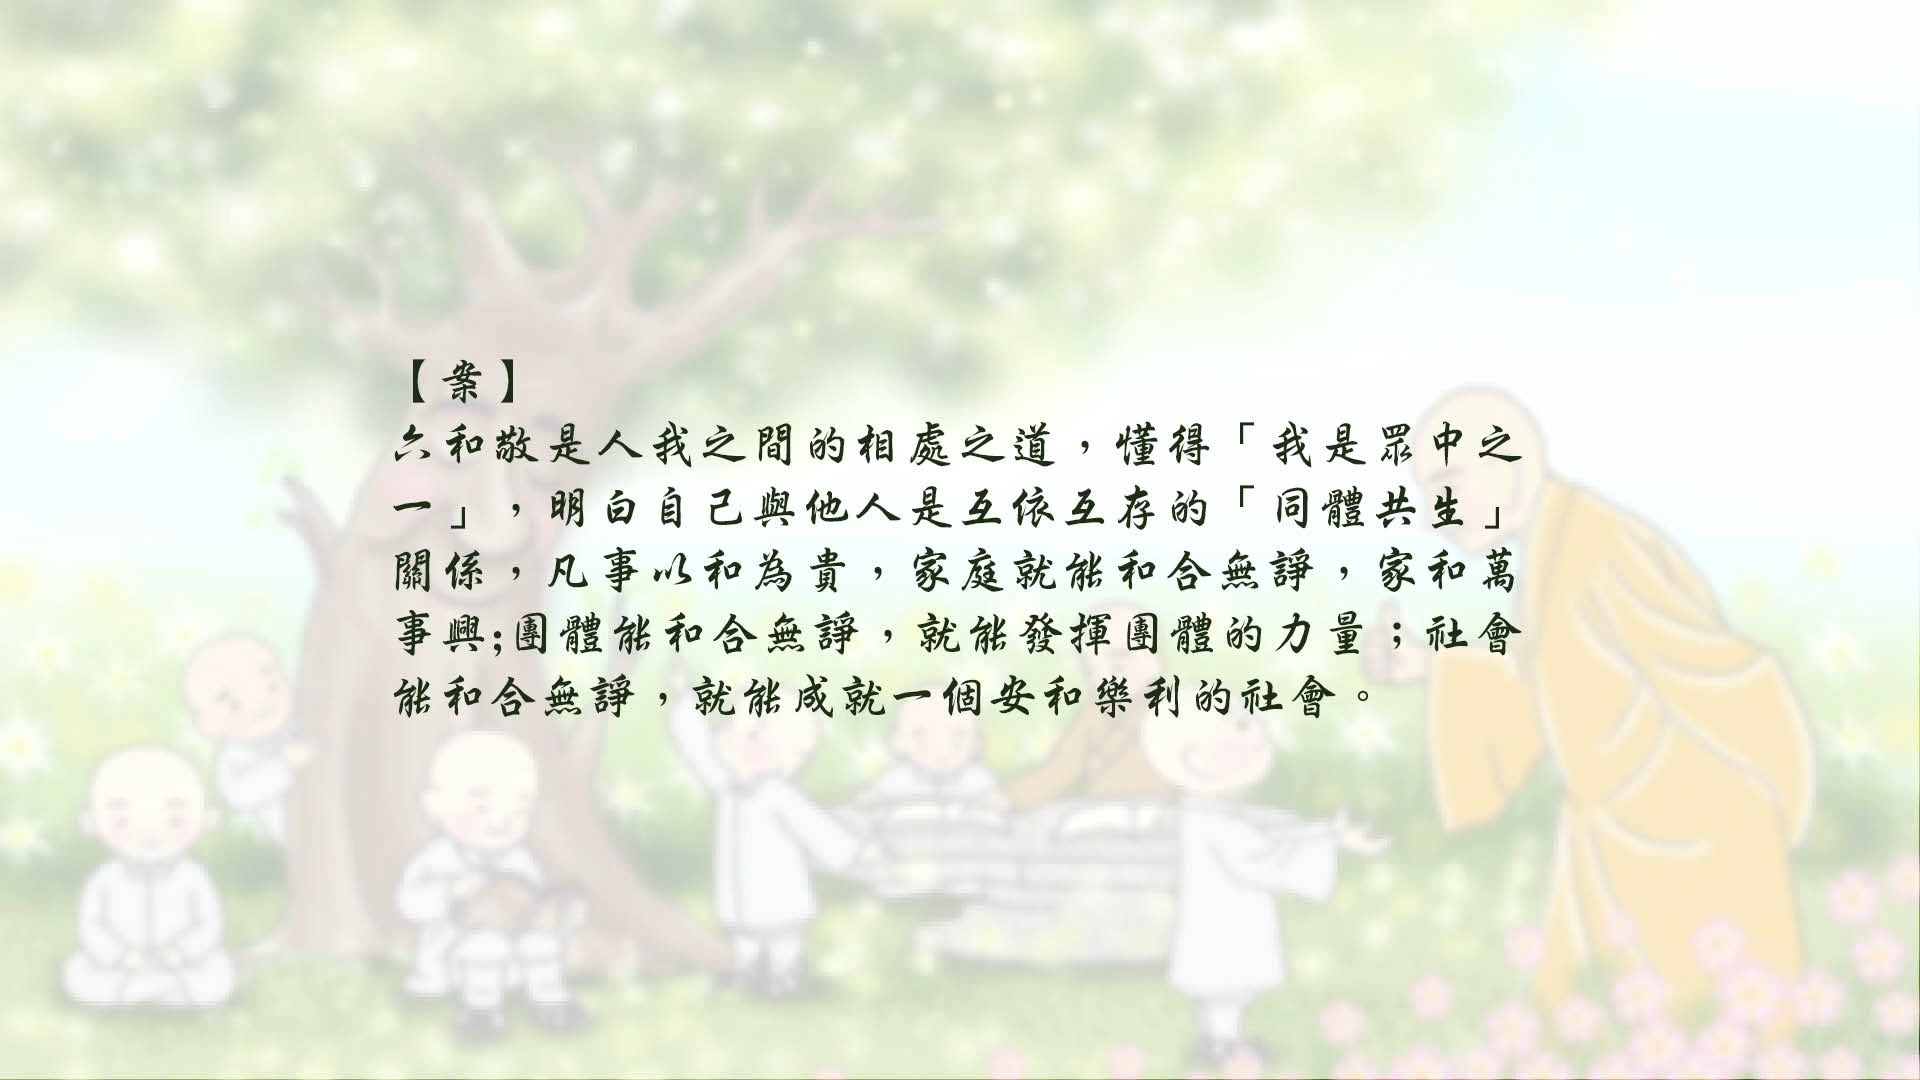 【案】
六和敬是人我之間的相處之道，懂得「我是眾中之
一」，明白自己與他人是互依互存的「同體共生」
關係，凡事以和為貴，家庭就能和合無諍，家和萬
事興;團體能和合無諍，就能發揮團體的力量；社會
能和合無諍，就能成就一個安和樂利的社會。